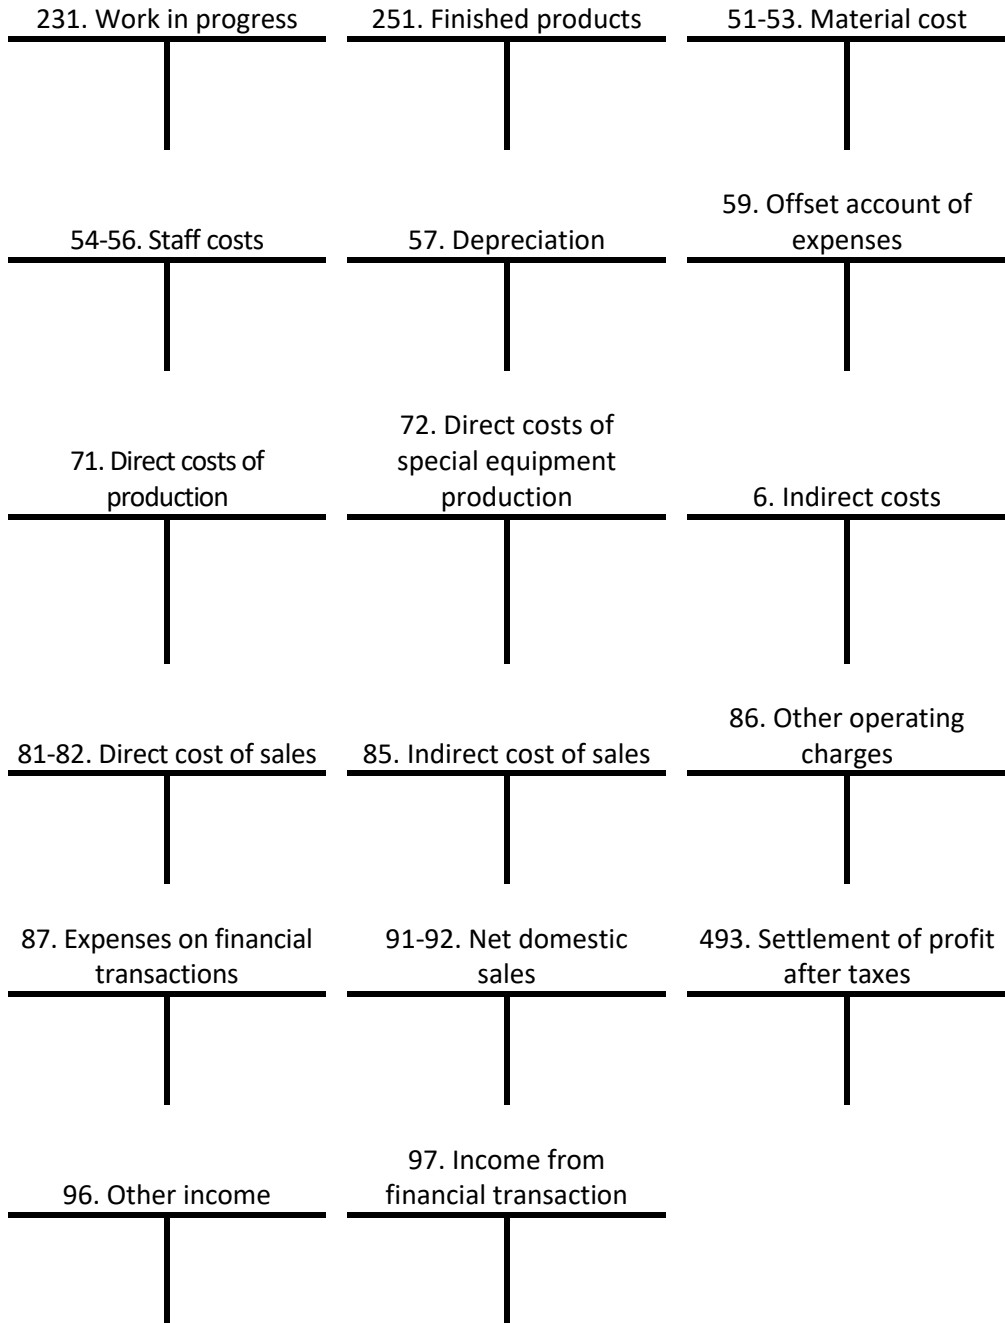 231. Work in progress
251. Finished products
51-53. Material cost
54-56. Staff costs
57. Depreciation
59. Offset account of
expenses
71. Direct costs of
production
72. Direct costs of
special equipment
production
6. Indirect costs
81-82. Direct cost of sales
85. Indirect cost of sales
86. Other operating
charges
87. Expenses on financial
transactions
91-92. Net domestic
sales
493. Settlement of profit
after taxes
96. Other income
97. Income from
financial transaction